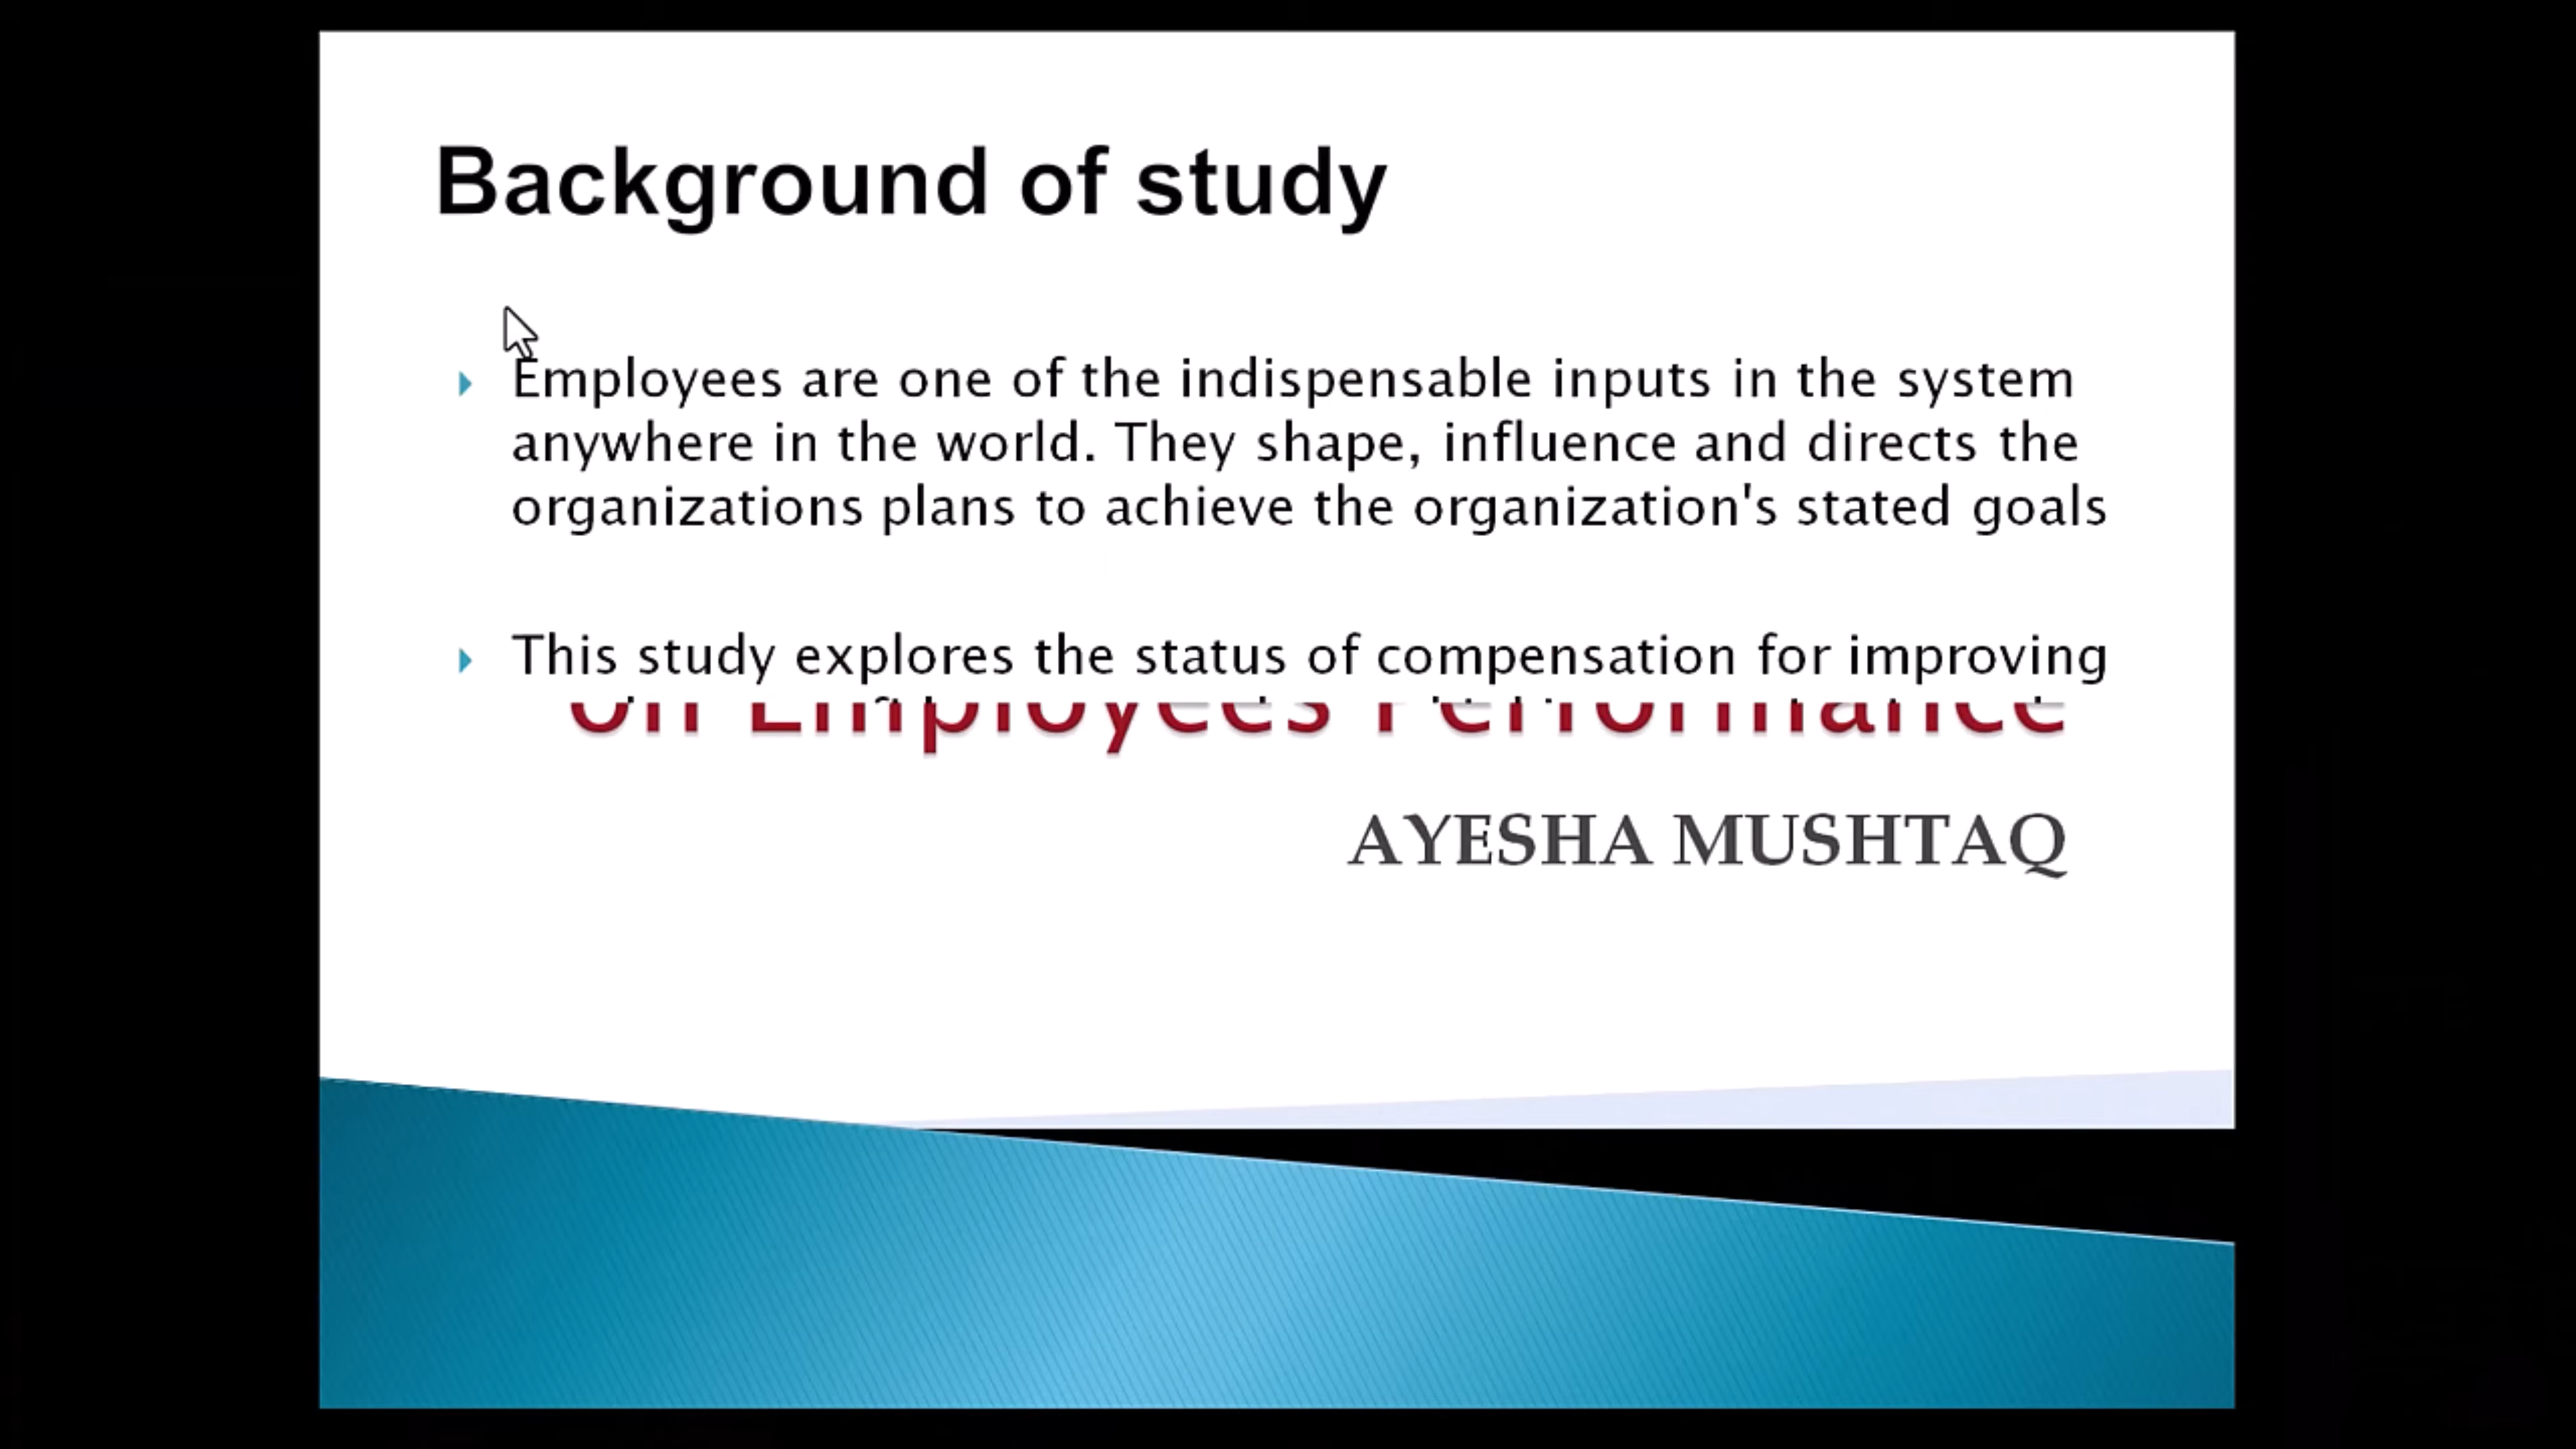 Background of study
Employees are one of the indispensable inputs in the system
anywhere in the world. They shape, influence and directs the
organizations plans to achieve the organization's stated goals
This study explores the status of compensation for improving
on Employees Performance
AYESHA MUSHTAQ